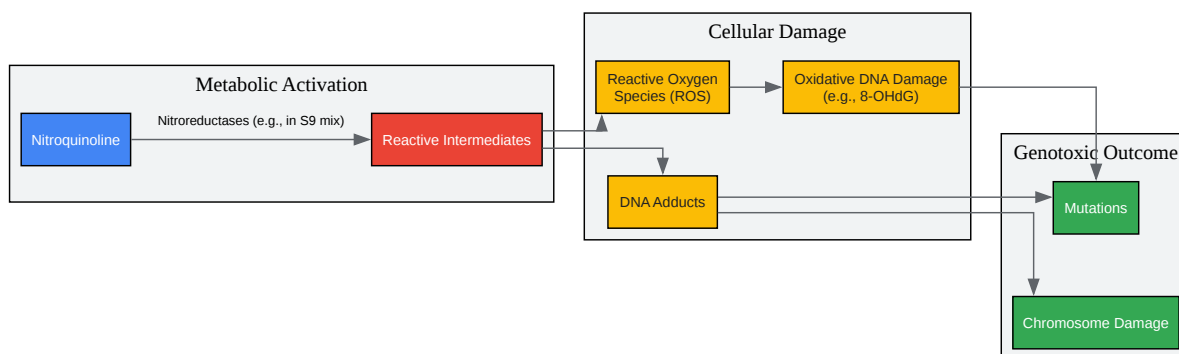 Metabolic Activation
Nitroquinoline
Nitroreductases (e.g., in S9 mix)
Reactive Intermediates
Cellular Damage
Reactive Oxygen
Species (ROS)
Oxidative DNA Damage
(e.g., 8-OHdG)
DNA Adducts
Genotoxic Outcome
Mutations
Chromosome Damage